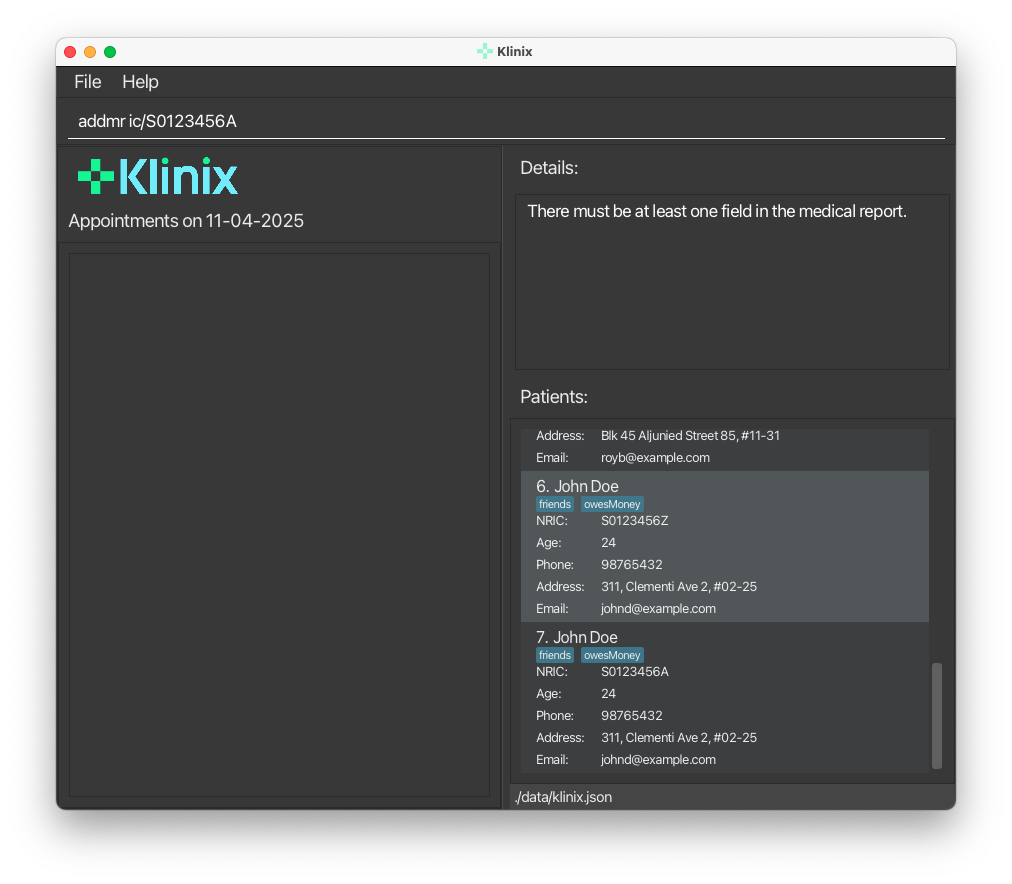 Klinix
File Help
addmr ic/S0123456A
Klinix
Appointments on 11-04-2025
Details:
There must be at least one field in the medical report.
Patients:
Address: Blk 45 Aljunied Street 85, #11-31
Email: royb@example.com
6. John Doe
friends owesMoney
NRIC: S0123456Z
Age: 24
Phone: 98765432
Address: 311, Clementi Ave 2, #02-25
Email: johnd@example.com
7. John Doe
friends owesMoney
NRIC: S0123456A
Age: 24
Phone: 98765432
Address: 311, Clementi Ave 2, #02-25
Email: johnd@example.com
./data/klinix.json